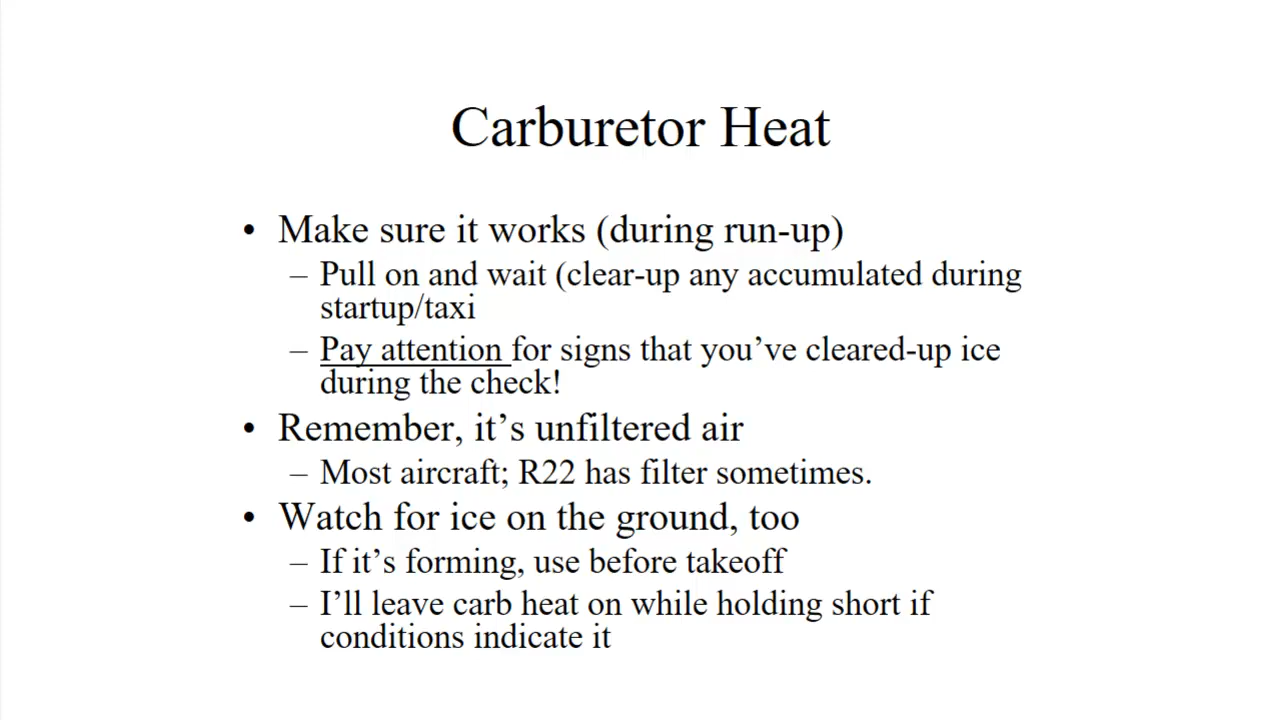 Carburetor Heat
• Make sure it works (during run-up)
– Pull on and wait (clear-up any accumulated during
startup/taxi
– Pay attention for signs that you’ve cleared-up ice
during the check!
• Remember, it’s unfiltered air
– Most aircraft; R22 has filter sometimes.
• Watch for ice on the ground, too
– If it’s forming, use before takeoff
– I’ll leave carb heat on while holding short if
conditions indicate it